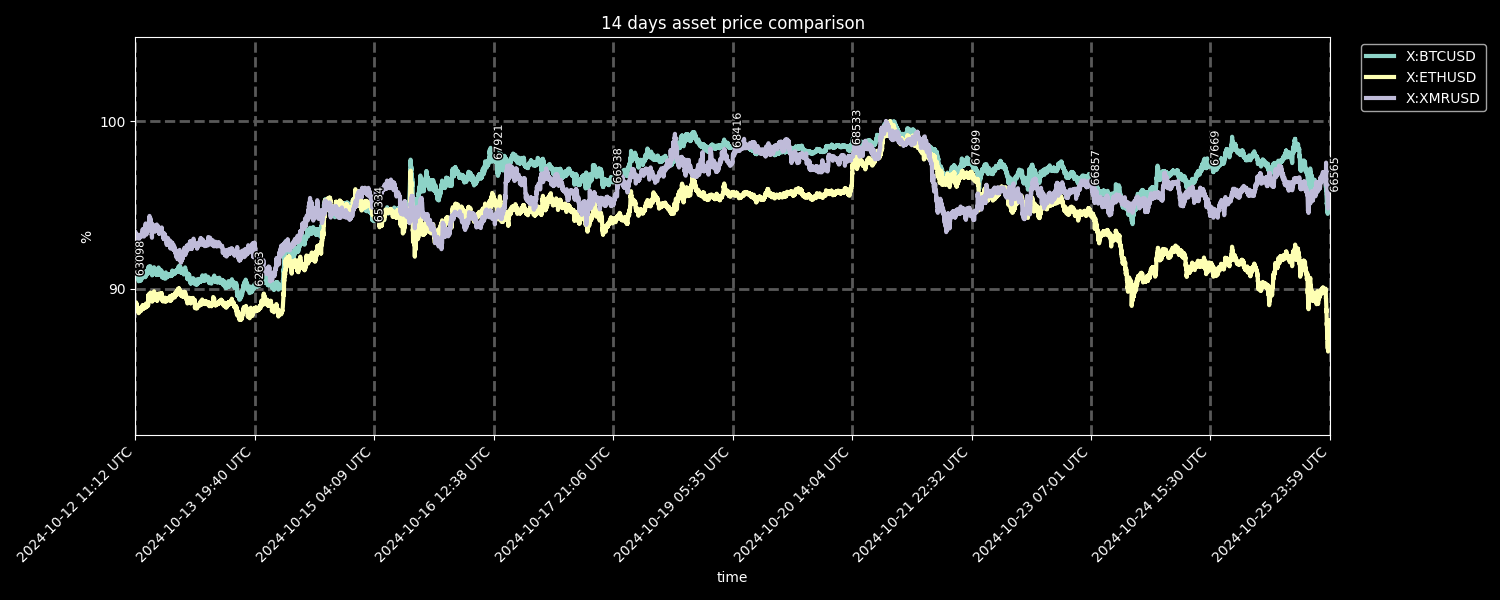 14 days asset price comparison
X:BTCUSD
X:ETHUSD
X:XMRUSD
100
90
%
63098
62663
65334
67921
66938
68416
68533
67699
66857
67669
66565
2024-10-12 11:12 UTC
2024-10-13 19:40 UTC
2024-10-15 04:09 UTC
2024-10-16 12:38 UTC
2024-10-17 21:06 UTC
2024-10-19 05:35 UTC
2024-10-20 14:04 UTC
2024-10-21 22:32 UTC
2024-10-23 07:01 UTC
2024-10-24 15:30 UTC
2024-10-25 23:59 UTC
time